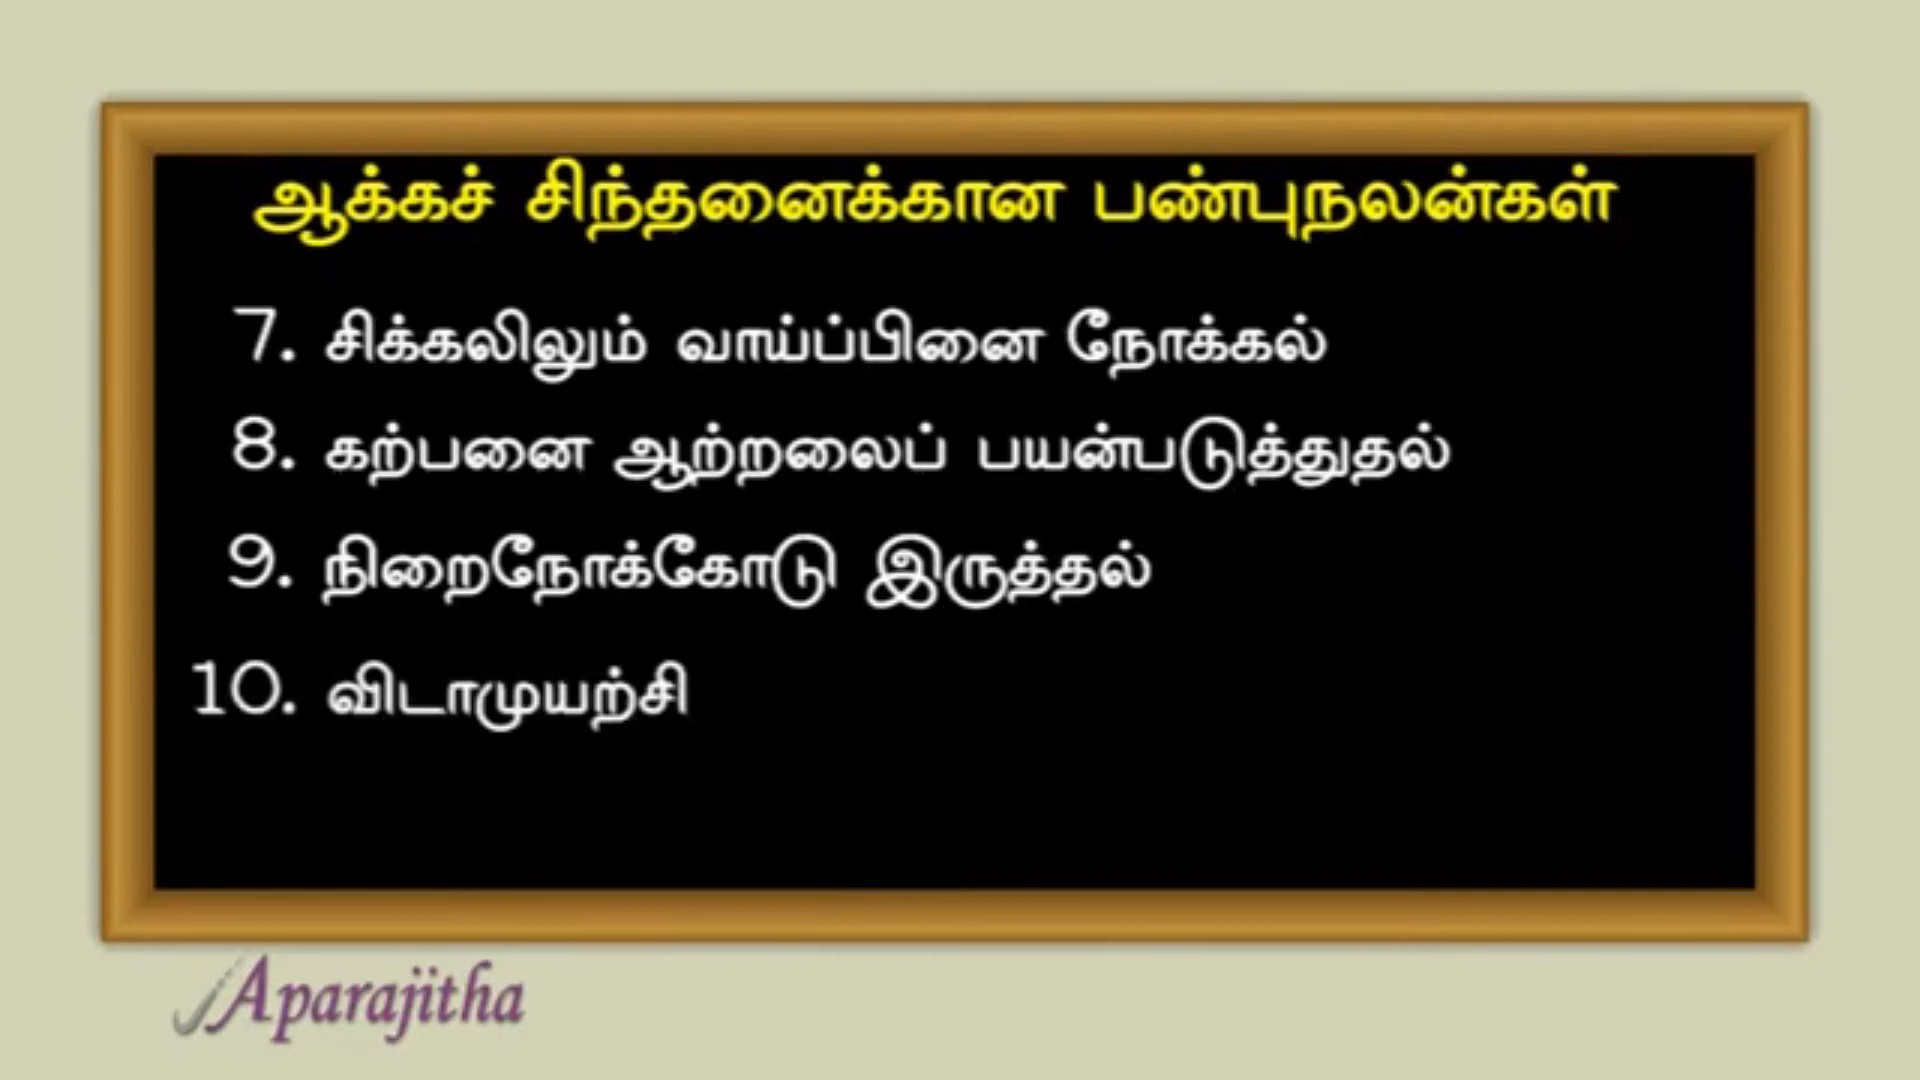 ஆக்கச் சிந்தனைக்கான பண்புநலன்கள்
7. சிக்கலிலும் வாய்ப்பினை நோக்கல்
8. கற்பனை ஆற்றலைப் பயன்படுத்துதல்
9. நிறைநோக்கோடு இருத்தல்
10. விடாமுயற்சி
Aparajitha